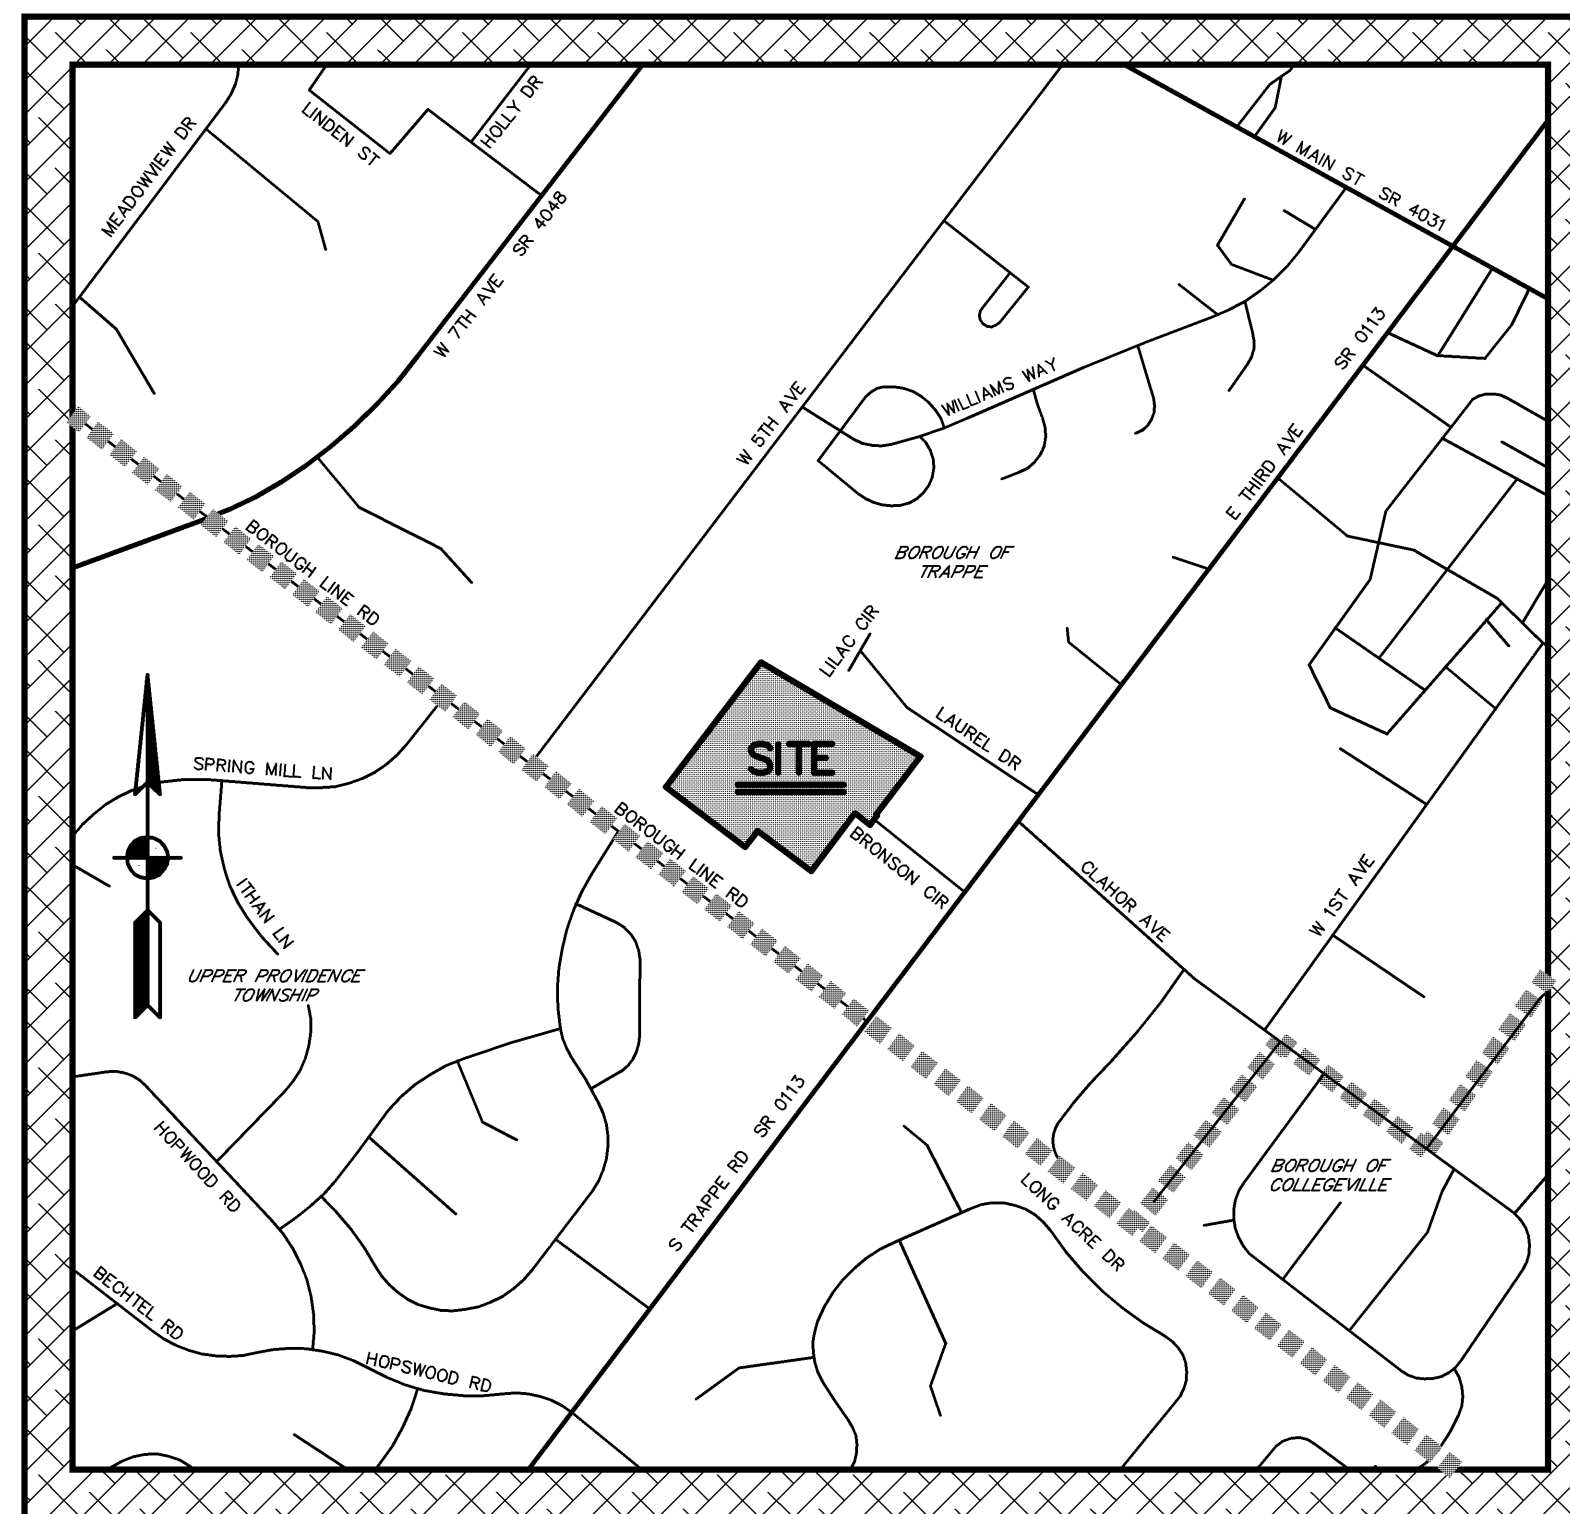 LINDEN ST
HOLLY DR
MEADOWVIEW DR
W MAIN ST SR 4031
W 7TH AVE SR 4048
SR 0113
W 5TH AVE
WILLIAMS WAY
E THIRD AVE
BOROUGH LINE RD
BOROUGH OF
TRAPPE
LILAC CIR
LAUREL DR
SITE
SPRING MILL LN
BOROUGH LINE RD
BRONSON CIR
CLAHOR AVE
W 1ST AVE
ITHAN LN
UPPER PROVIDENCE
TOWNSHIP
S TRAPPE RD SR 0113
HOPWOOD RD
LONG ACRE DR
BOROUGH OF
COLLEGEVILLE
BECHTEL RD
HOPSWOOD RD